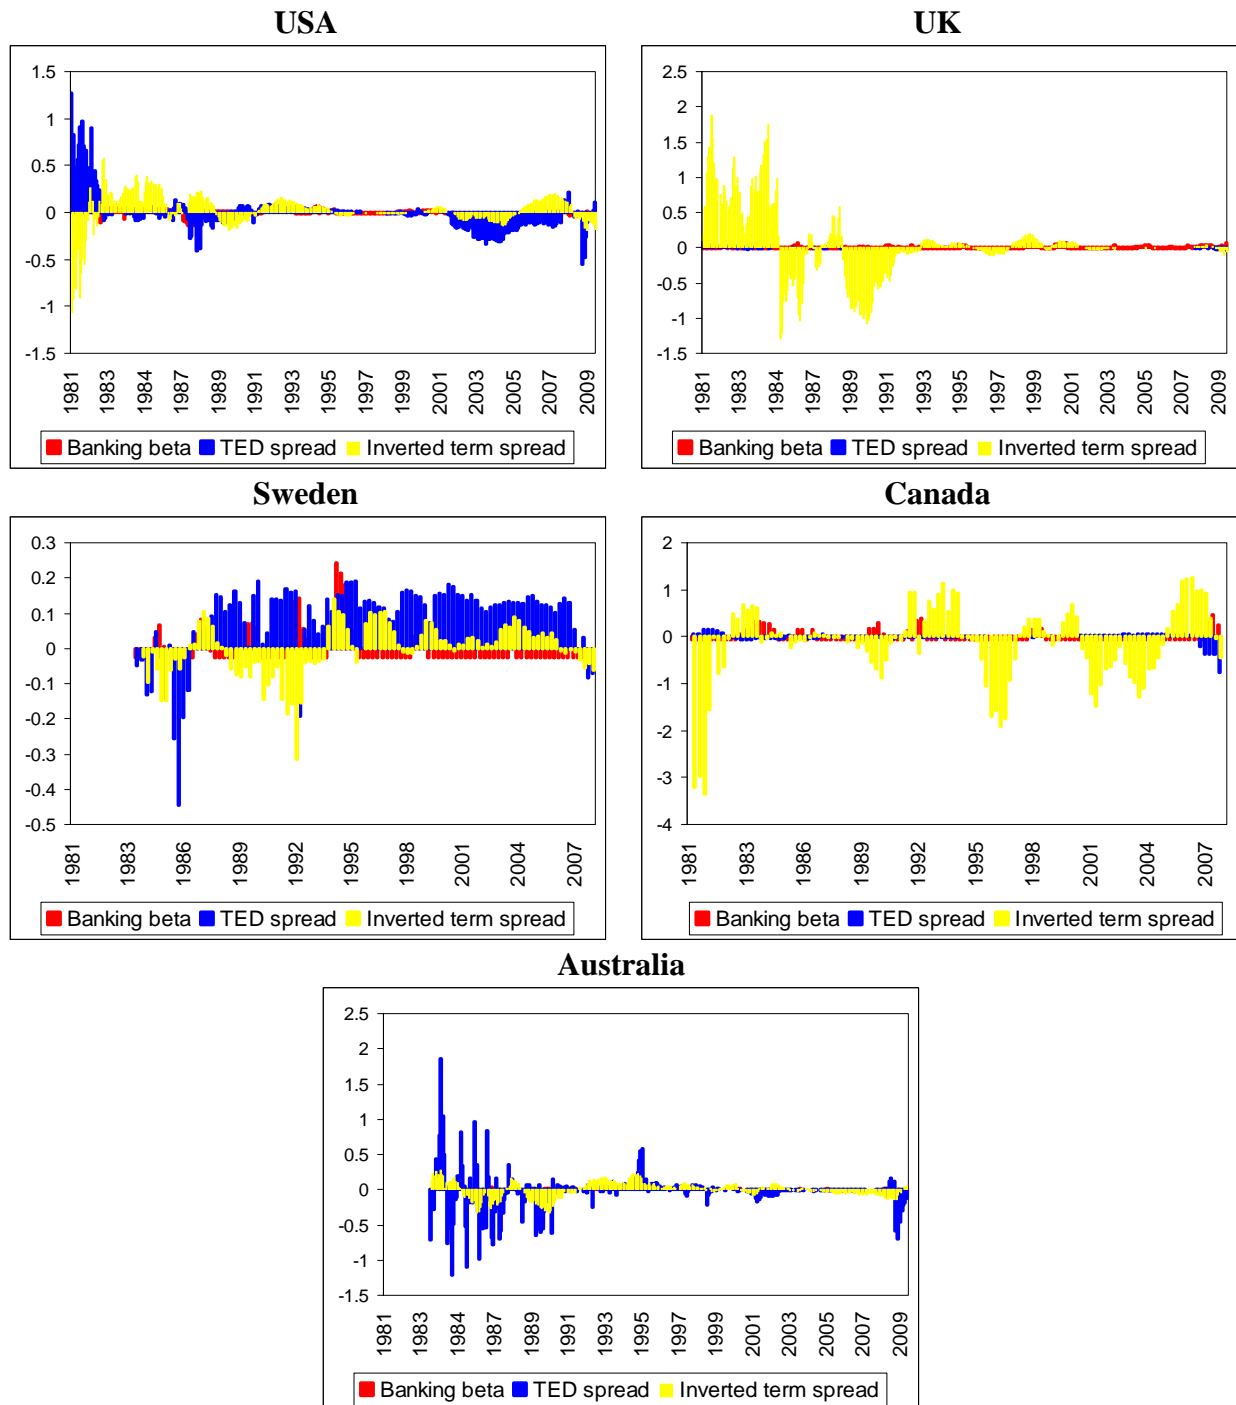 USA
1.5
1
0.5
0
-0.5
-1
-1.5
1981 1983 1984 1987 1989 1991 1993 1995 1997 1999 2001 2003 2005 2007 2009
Banking beta TED spread Inverted term spread
UK
2.5
2
1.5
1
0.5
0
-0.5
-1
-1.5
1981 1983 1984 1987 1989 1991 1993 1995 1997 1999 2001 2003 2005 2007 2009
Banking beta TED spread Inverted term spread
Sweden
0.3
0.2
0.1
0
-0.1
-0.2
-0.3
-0.4
-0.5
1981 1983 1986 1989 1992 1995 1998 2001 2004 2007
Banking beta TED spread Inverted term spread
Canada
2
1
0
-1
-2
-3
-4
1981 1983 1986 1989 1992 1995 1998 2001 2004 2007
Banking beta TED spread Inverted term spread
Australia
2.5
2
1.5
1
0.5
0
-0.5
-1
-1.5
1981 1983 1984 1987 1989 1991 1993 1995 1997 1999 2001 2003 2005 2007 2009
Banking beta TED spread Inverted term spread